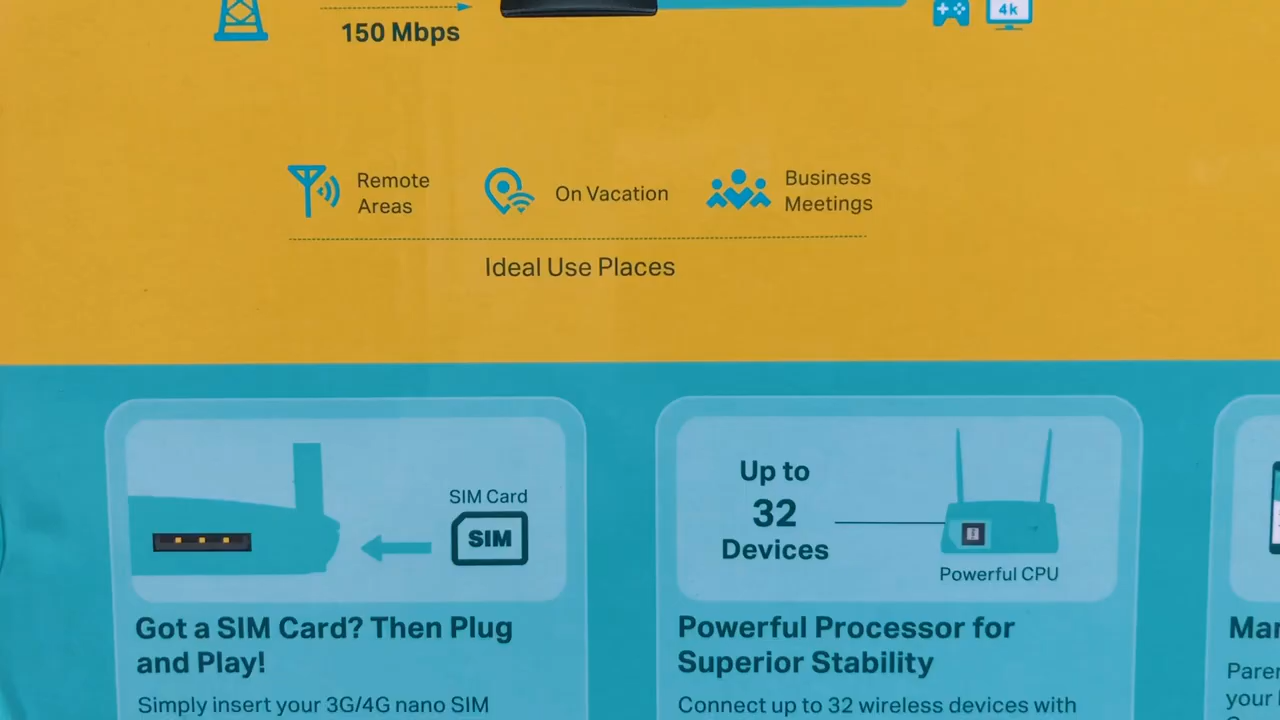 4k
150 Mbps
Remote
Areas
On Vacation
Business
Meetings
Ideal Use Places
SIM Card
SIM
Up to
32
Devices
Powerful CPU
Got a SIM Card? Then Plug
and Play!
Simply insert your 3G/4G nano SIM
Powerful Processor for
Superior Stability
Connect up to 32 wireless devices with
your